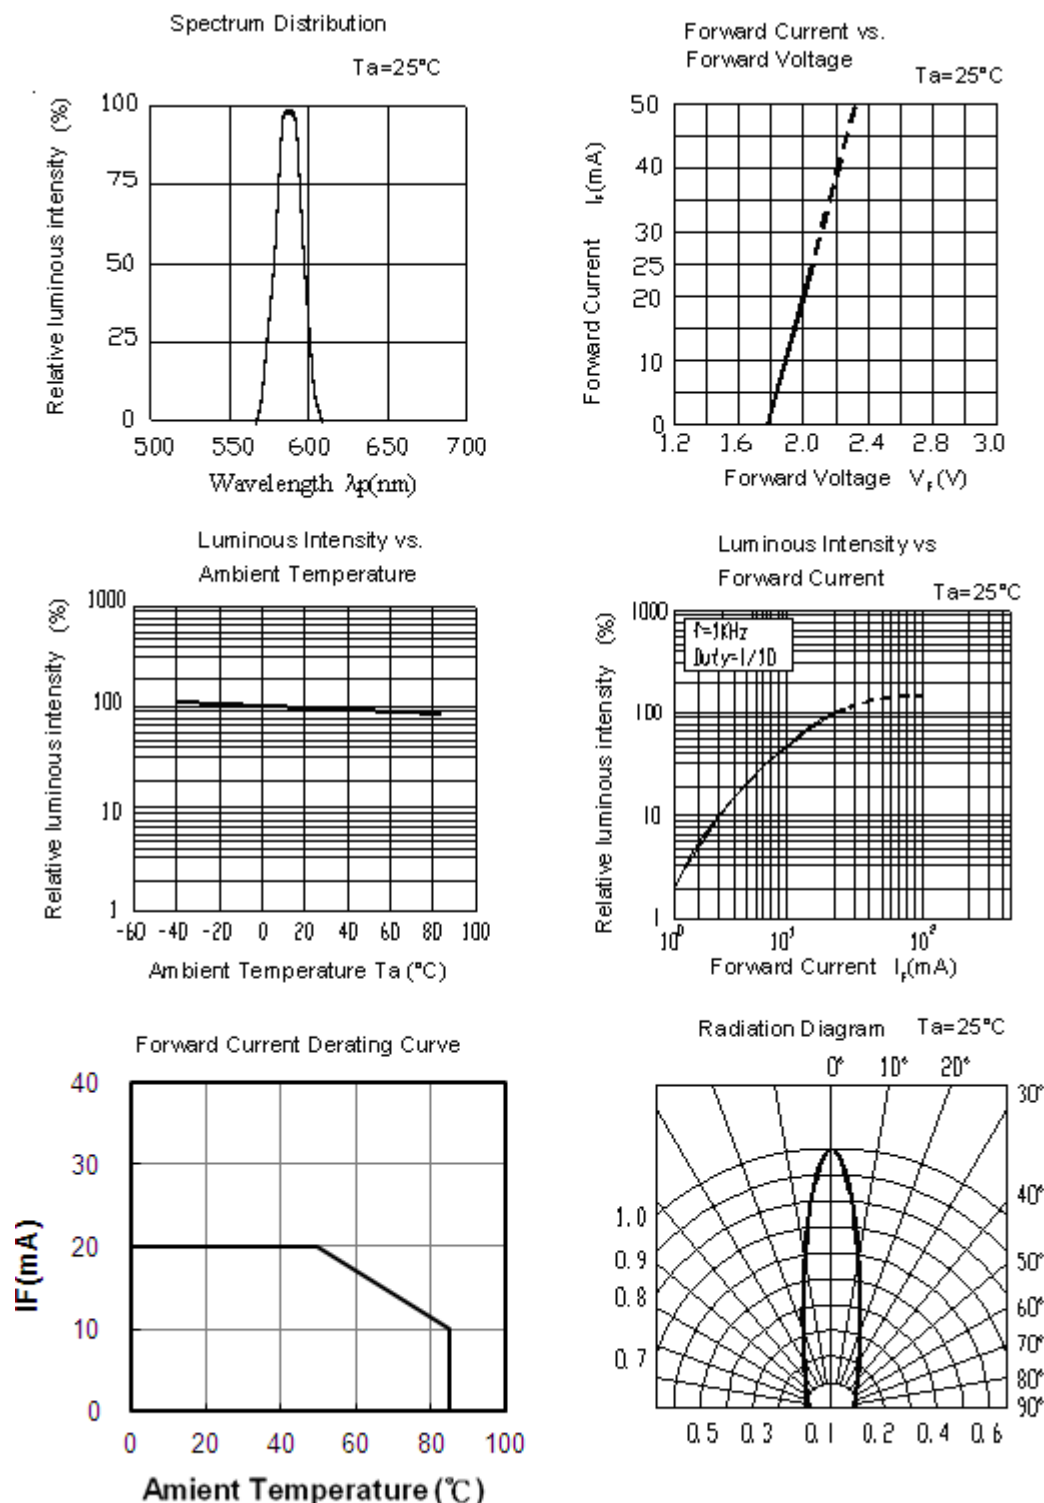 Spectrum Distribution
Ta=25°C
Relative luminous intensity (%)
100
75
50
25
0
500 550 600 650 700
Wavelength λp(nm)
Forward Current vs.
Forward Voltage
Ta=25°C
Forward Current IF(mA)
50
40
30
25
20
10
0
1.2 1.6 2.0 2.4 2.8 3.0
Forward Voltage VF(V)
Luminous Intensity vs.
Ambient Temperature
Relative luminous intensity (%)
1000
100
10
1
-60 -40 -20 0 20 40 60 80 100
Ambient Temperature Ta (°C)
Luminous Intensity vs
Forward Current
Ta=25°C
Relative luminous intensity (%)
1000
100
10
1
f=1KHz
Duty=1/10
10⁰ 10¹ 10²
Forward Current IF(mA)
Forward Current Derating Curve
IF(mA)
40
30
20
10
0
0 20 40 60 80 100
Amient Temperature (℃)
Radiation Diagram Ta=25°C
0° 10° 20°
30°
40°
50°
60°
70°
80°
90°
1.0
0.9
0.8
0.7
0.5 0.3 0.1 0.2 0.4 0.6